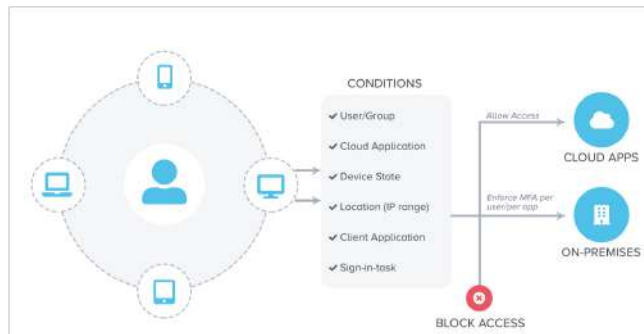 CONDITIONS
✔ User/Group
✔ Cloud Application
✔ Device State
✔ Location (IP range)
✔ Client Application
✔ Sign-in-task
Allow Access
CLOUD APPS
Enforce MFA per
user/per app
ON-PREMISES
BLOCK ACCESS